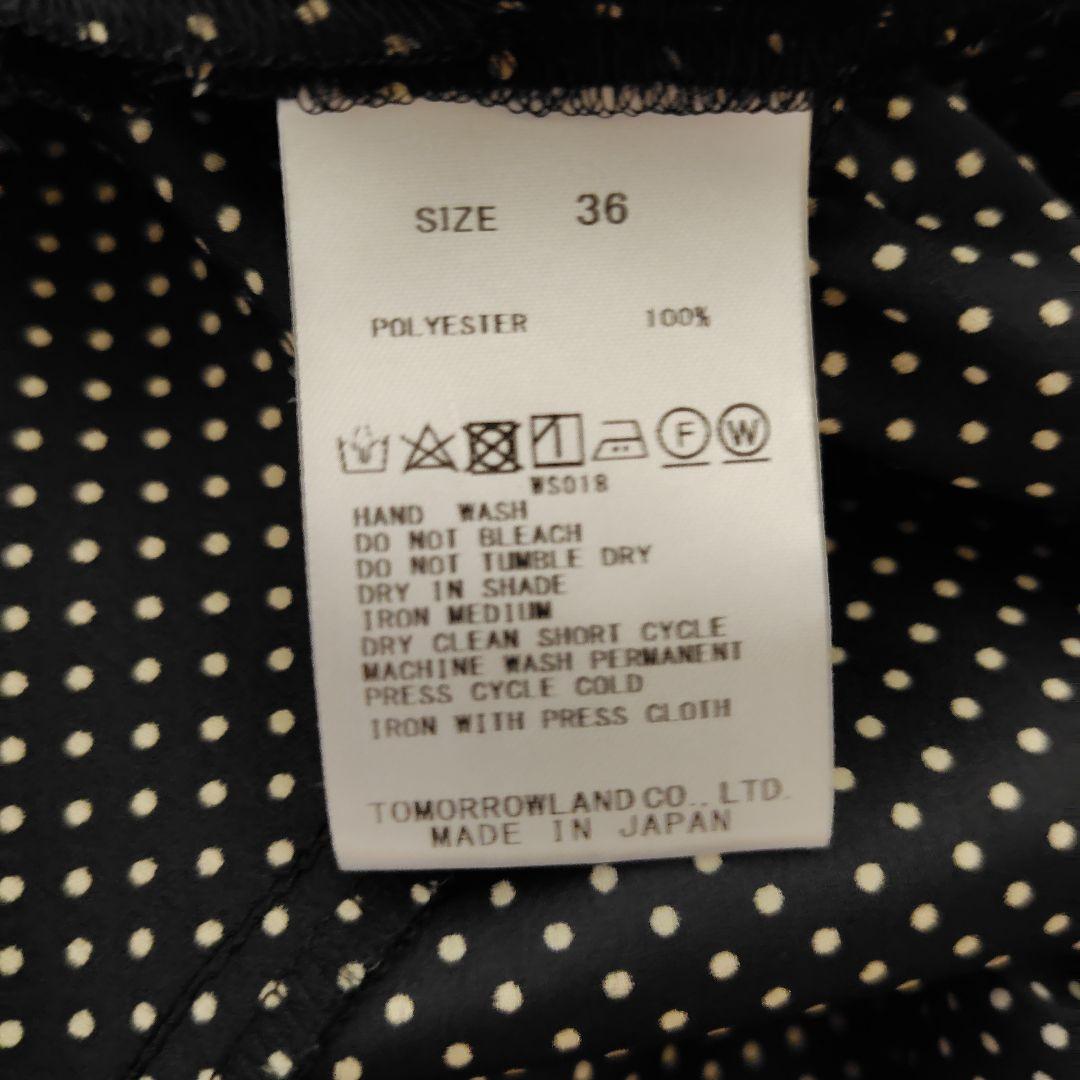 SIZE 36
POLYESTER 100%
F W
WS018
HAND WASH
DO NOT BLEACH
DO NOT TUMBLE DRY
DRY IN SHADE
IRON MEDIUM
DRY CLEAN SHORT CYCLE
MACHINE WASH PERMANENT
PRESS CYCLE COLD
IRON WITH PRESS CLOTH
TOMORROWLAND CO., LTD.
MADE IN JAPAN